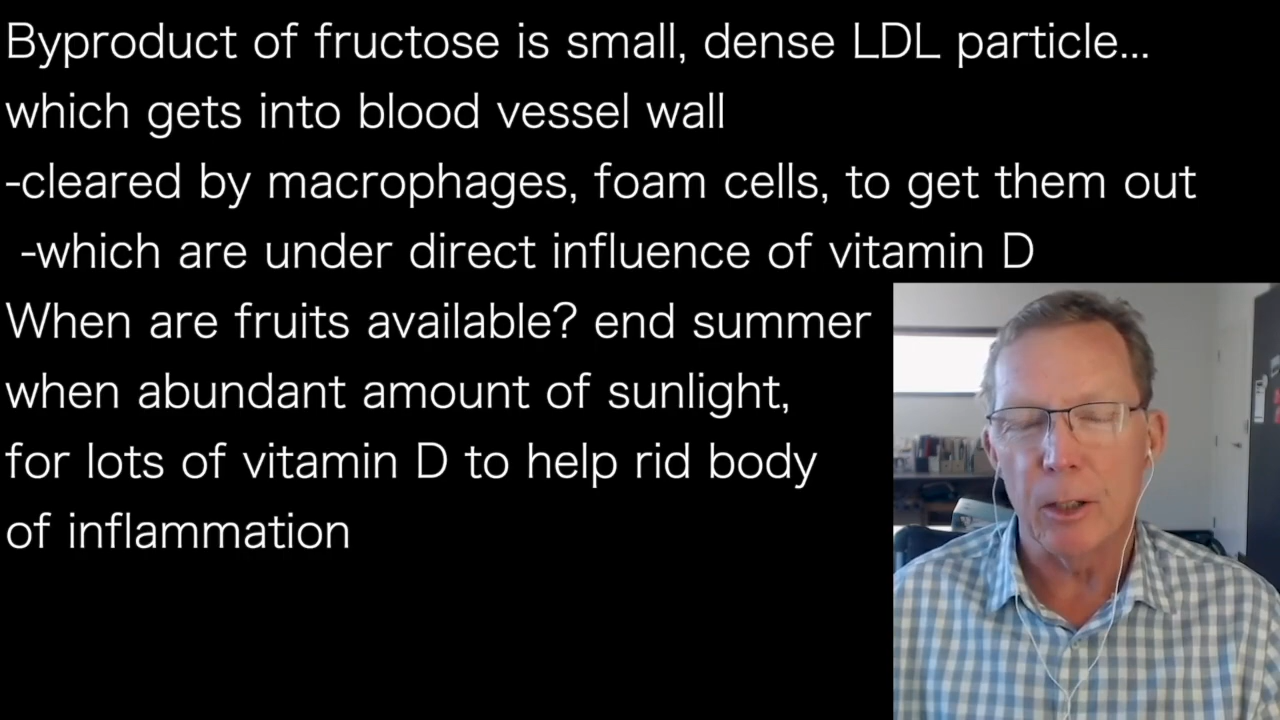 Byproduct of fructose is small, dense LDL particle...
which gets into blood vessel wall
-cleared by macrophages, foam cells, to get them out
-which are under direct influence of vitamin D
When are fruits available? end summer
when abundant amount of sunlight,
for lots of vitamin D to help rid body
of inflammation